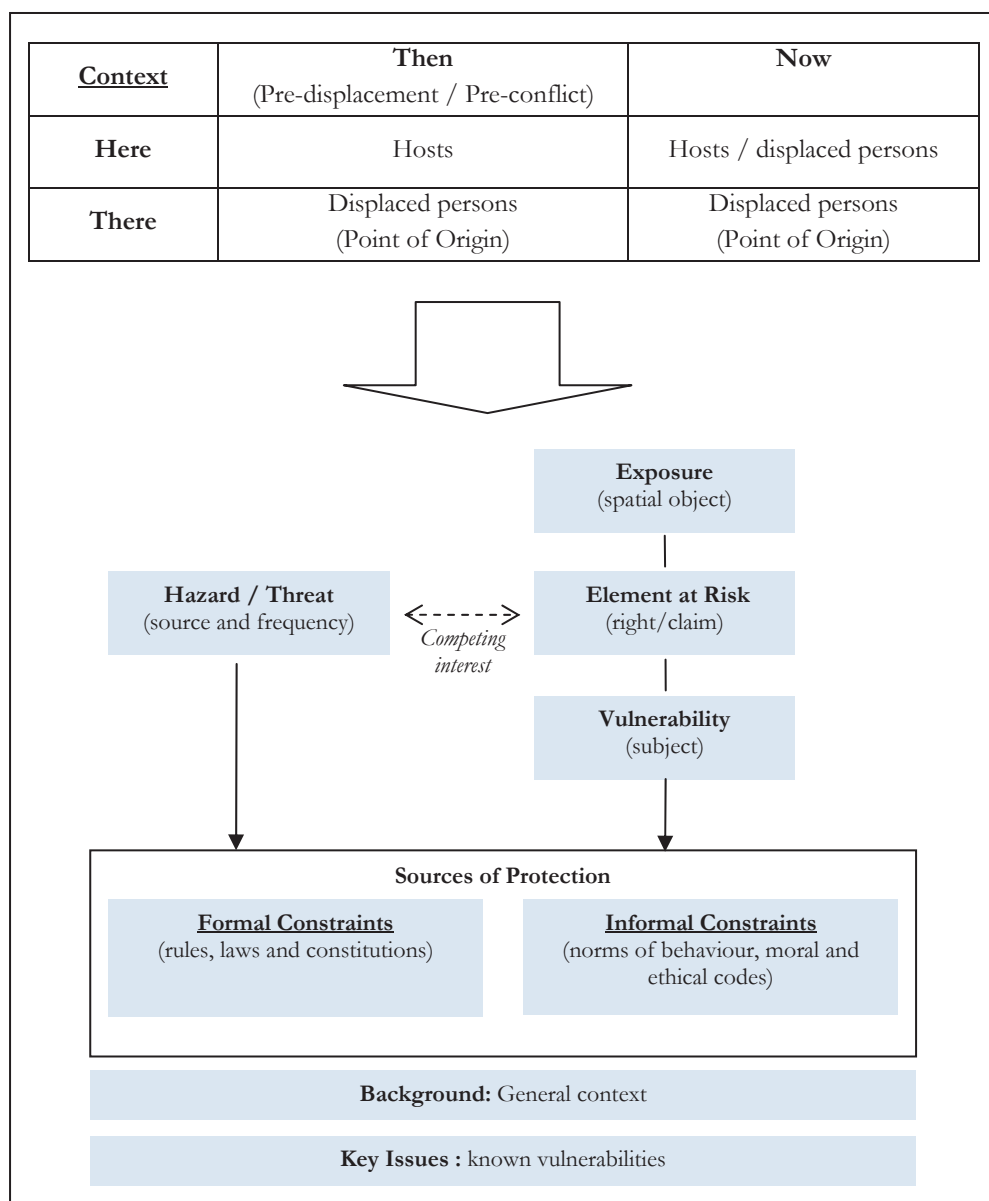 Context
Then
(Pre-displacement / Pre-conflict)
Now
Here
Hosts
Hosts / displaced persons
There
Displaced persons
(Point of Origin)
Displaced persons
(Point of Origin)
Exposure
(spatial object)
Hazard / Threat
(source and frequency)
Competing
interest
Element at Risk
(right/claim)
Vulnerability
(subject)
Sources of Protection
Formal Constraints
(rules, laws and constitutions)
Informal Constraints
(norms of behaviour, moral and
ethical codes)
Background: General context
Key Issues : known vulnerabilities